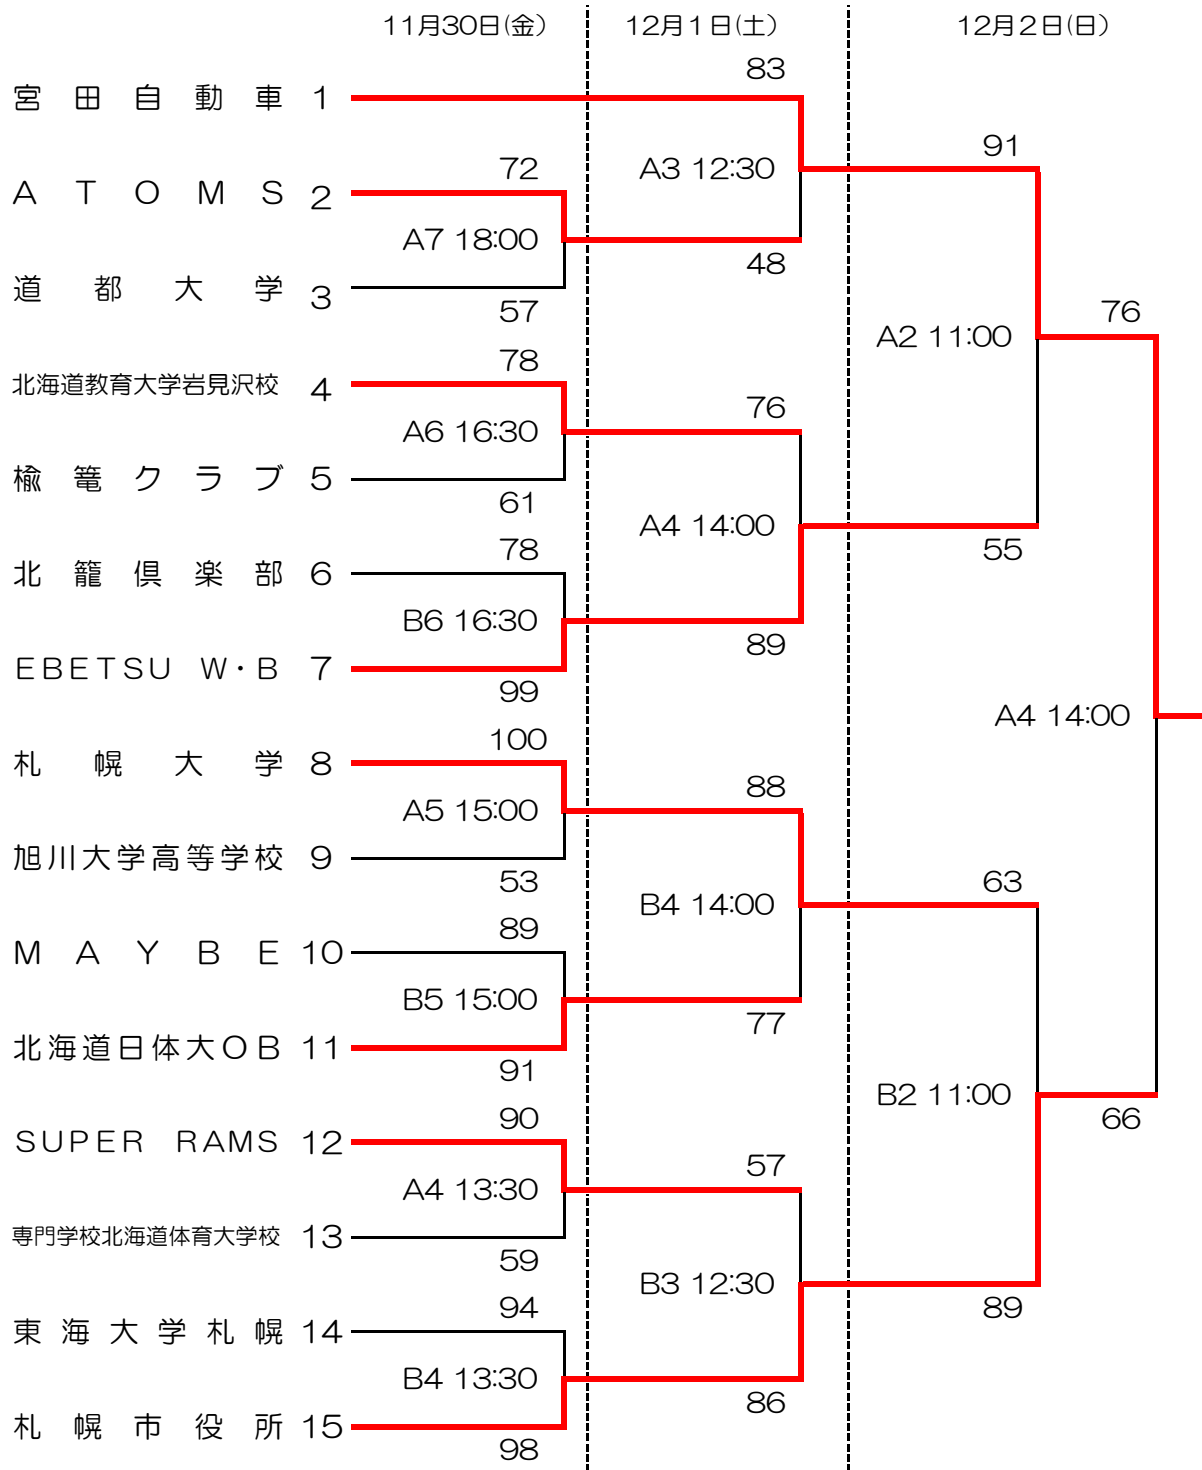 11月30日(金) 12月1日(土) 12月2日(日)
83
宮田自動車 1
91
72 A3 12:30
ATOMS 2
A7 18:00
48
道都大学 3
57 76
A2 11:00
78
北海道教育大学岩見沢校 4
76
A6 16:30
楡篭クラブ 5
61
A4 14:00
78 55
北籠倶楽部 6
B6 16:30
89
EBETSU W・B 7
99
A4 14:00
100
札幌大学 8
88
A5 15:00
旭川大学高等学校 9
53 63
B4 14:00
89
MAYBE 10
B5 15:00
77
北海道日体大OB 11
91
B2 11:00
90 66
SUPER RAMS 12
57
A4 13:30
専門学校北海道体育大学校 13
59
B3 12:30
94 89
東海大学札幌 14
B4 13:30
86
札幌市役所 15
98